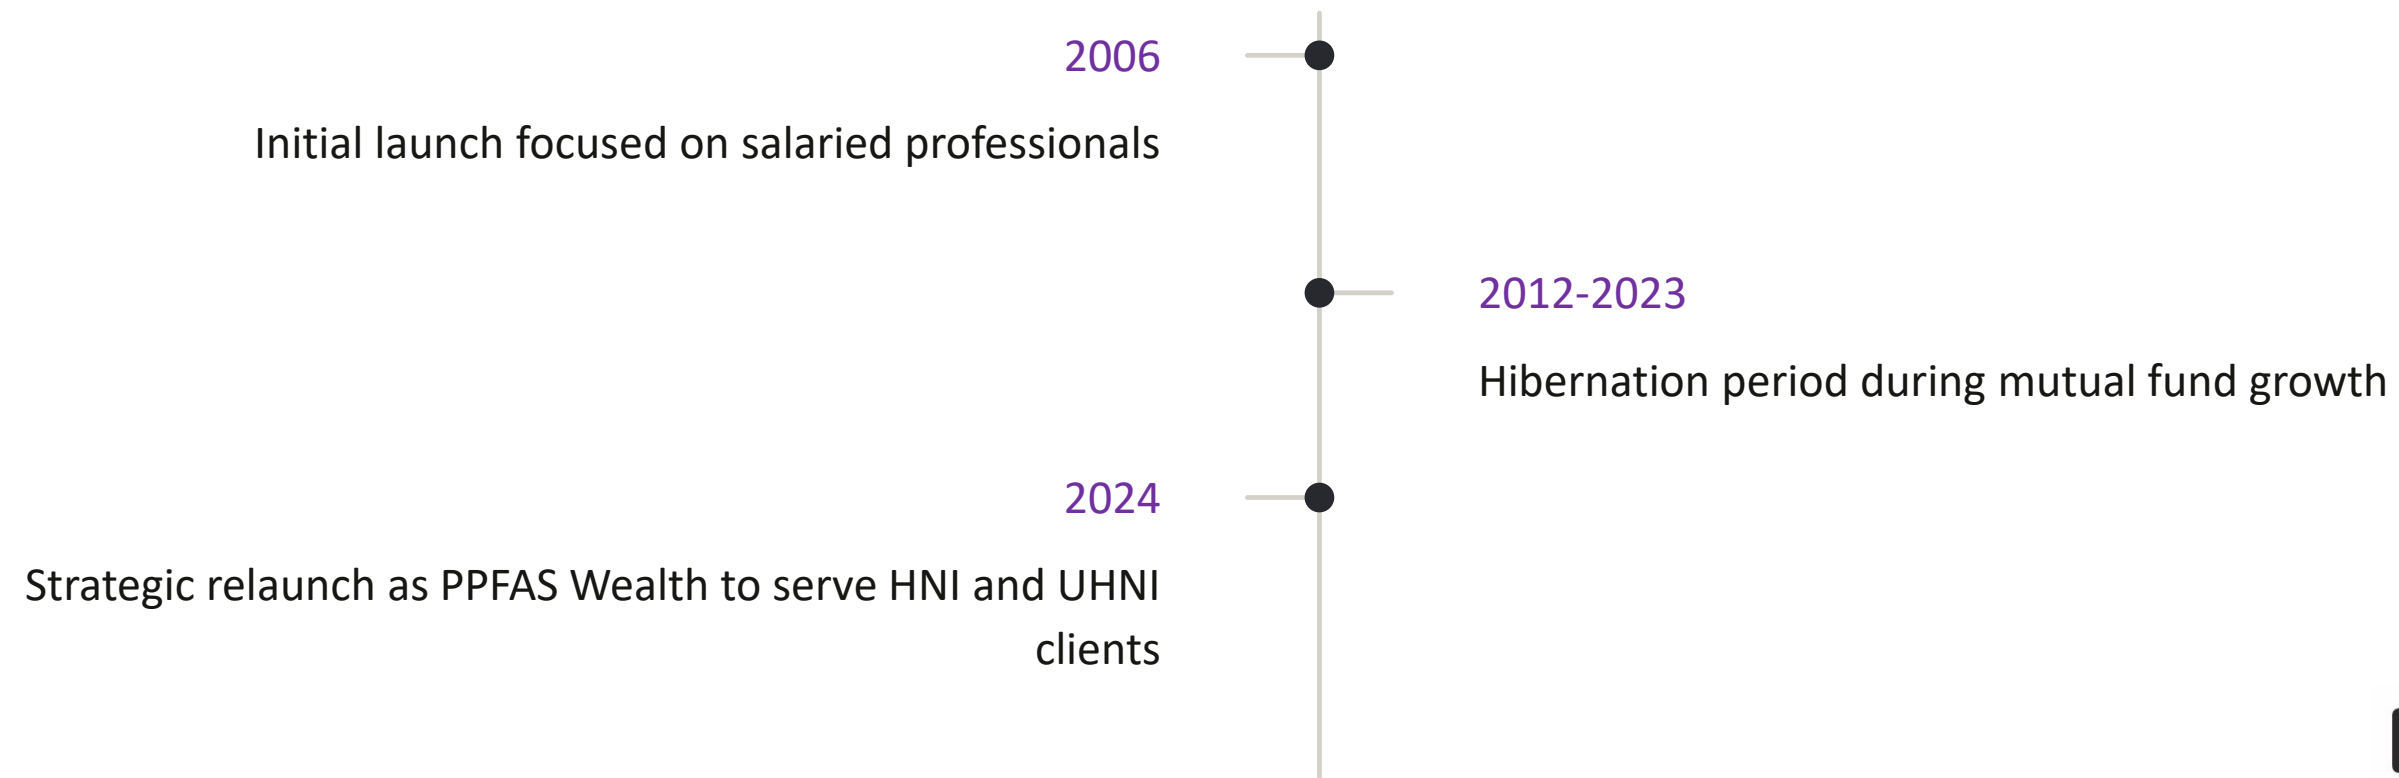 2006
Initial launch focused on salaried professionals
2012-2023
Hibernation period during mutual fund growth
2024
Strategic relaunch as PPFAS Wealth to serve HNI and UHNI
clients